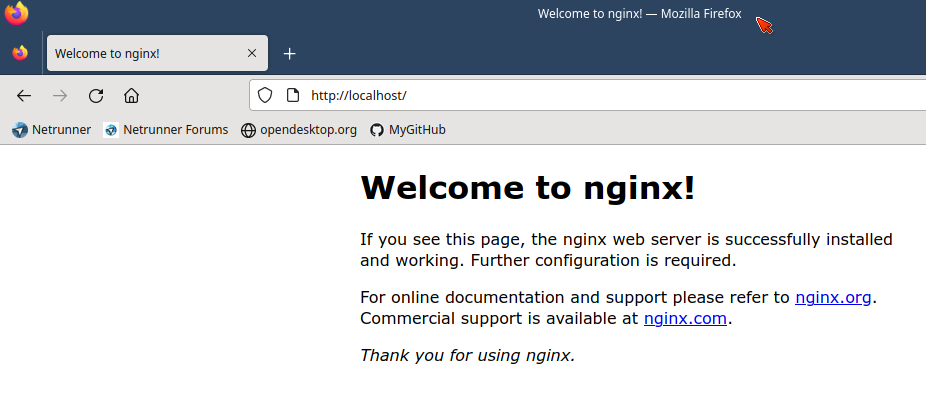 Welcome to nginx! — Mozilla Firefox
Welcome to nginx!
http://localhost/
Netrunner Netrunner Forums opendesktop.org MyGitHub
Welcome to nginx!
If you see this page, the nginx web server is successfully installed
and working. Further configuration is required.
For online documentation and support please refer to nginx.org.
Commercial support is available at nginx.com.
Thank you for using nginx.